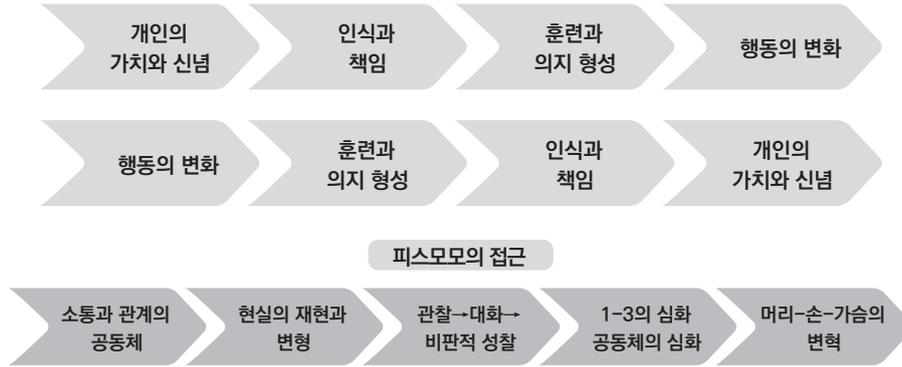 개인의
가치와 신념
인식과
책임
훈련과
의지 형성
행동의 변화
행동의 변화
훈련과
의지 형성
인식과
책임
개인의
가치와 신념
피스모모의 접근
소통과 관계의
공동체
현실의 재현과
변형
관찰→대화→
비판적 성찰
1-3의 심화
공동체의 심화
머리-손-가슴의
변혁